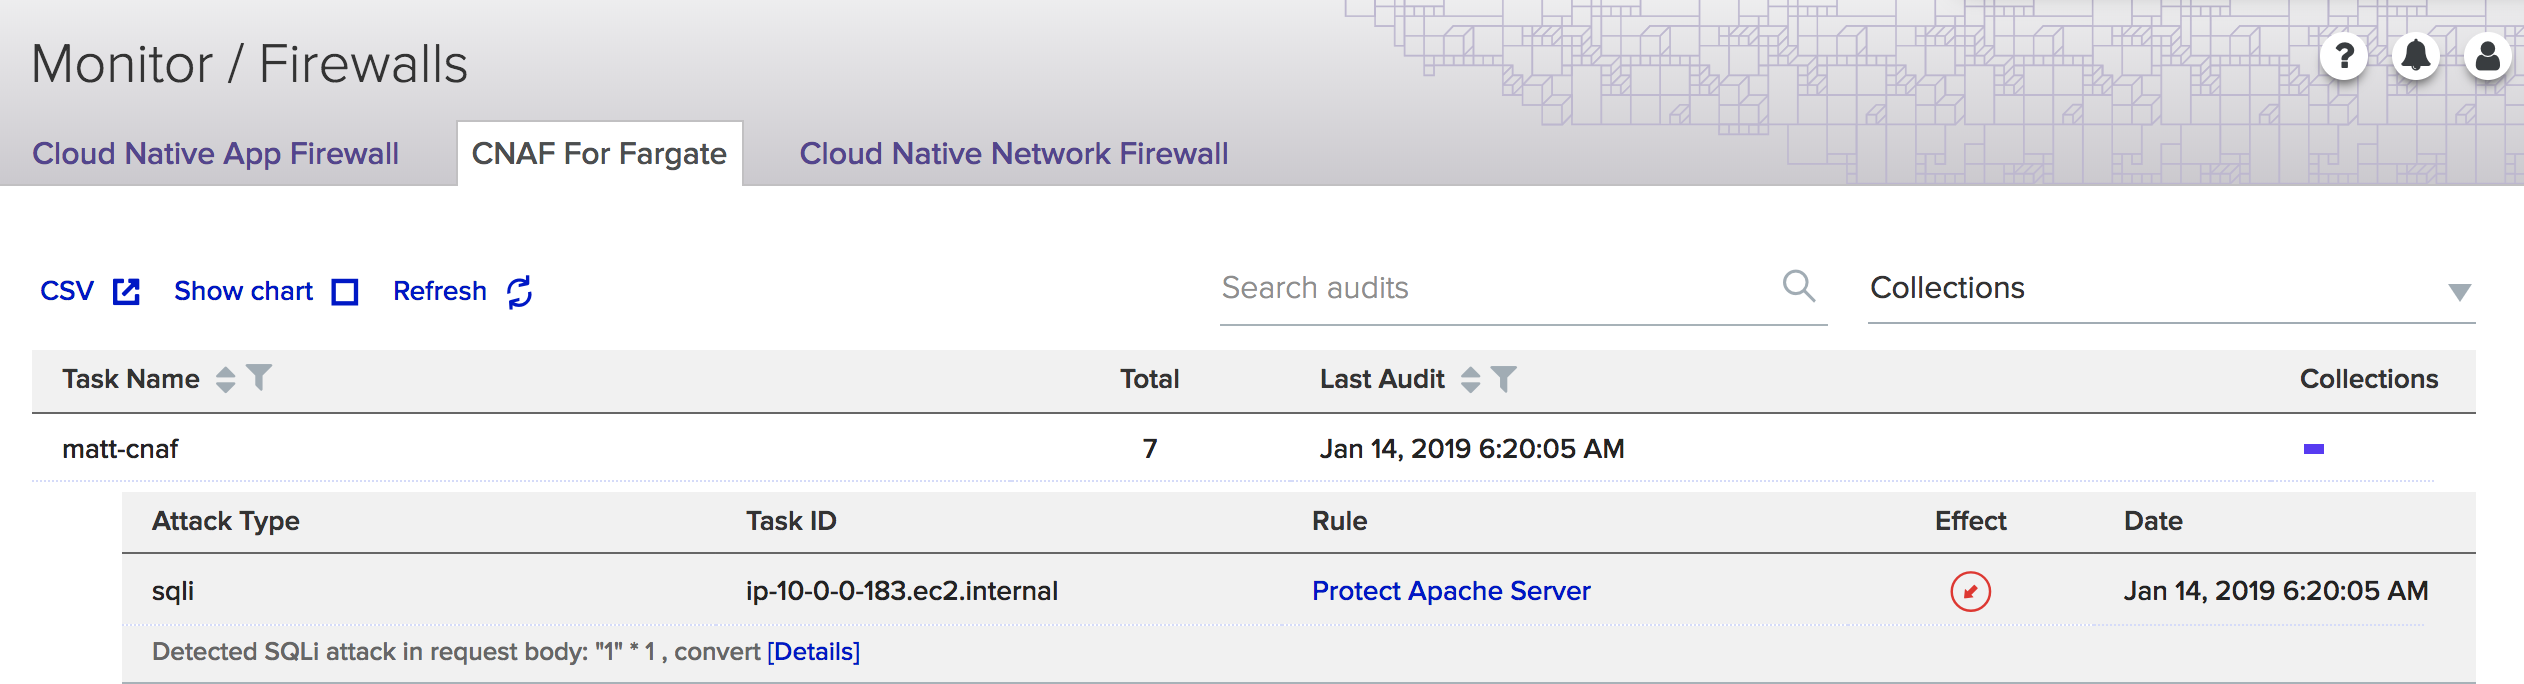 Monitor / Firewalls
?
Cloud Native App Firewall CNAF For Fargate Cloud Native Network Firewall
CSV Show chart Refresh Search audits Collections
Task Name Total Last Audit Collections
matt-cnaf 7 Jan 14, 2019 6:20:05 AM
Attack Type Task ID Rule Effect Date
sqli ip-10-0-0-183.ec2.internal Protect Apache Server Jan 14, 2019 6:20:05 AM
Detected SQLi attack in request body: "1" * 1 , convert [Details]